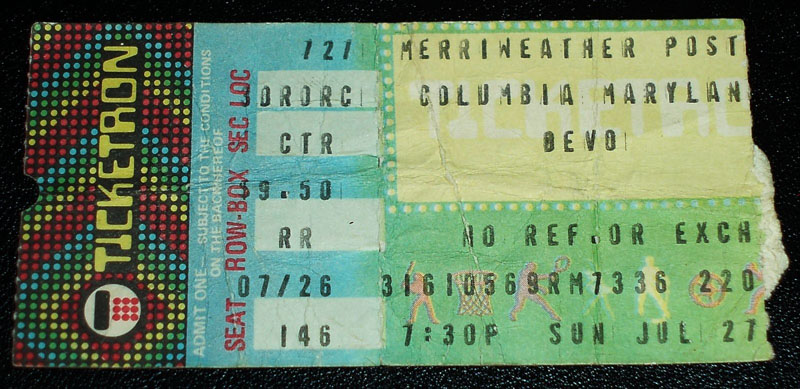 TICKETRON
ADMIT ONE— SUBJECT TO THE CONDITIONS
ON THE BACK HEREOF
SEAT ROW-BOX SEC LOC
727
ORORC
CTR
9.50
RR
07/26
146
MERRIWEATHER POST
COLUMBIA MARYLAN
DEVO
NO REF.OR EXCH
31610569RM7336 220
7:30P SUN JUL 27